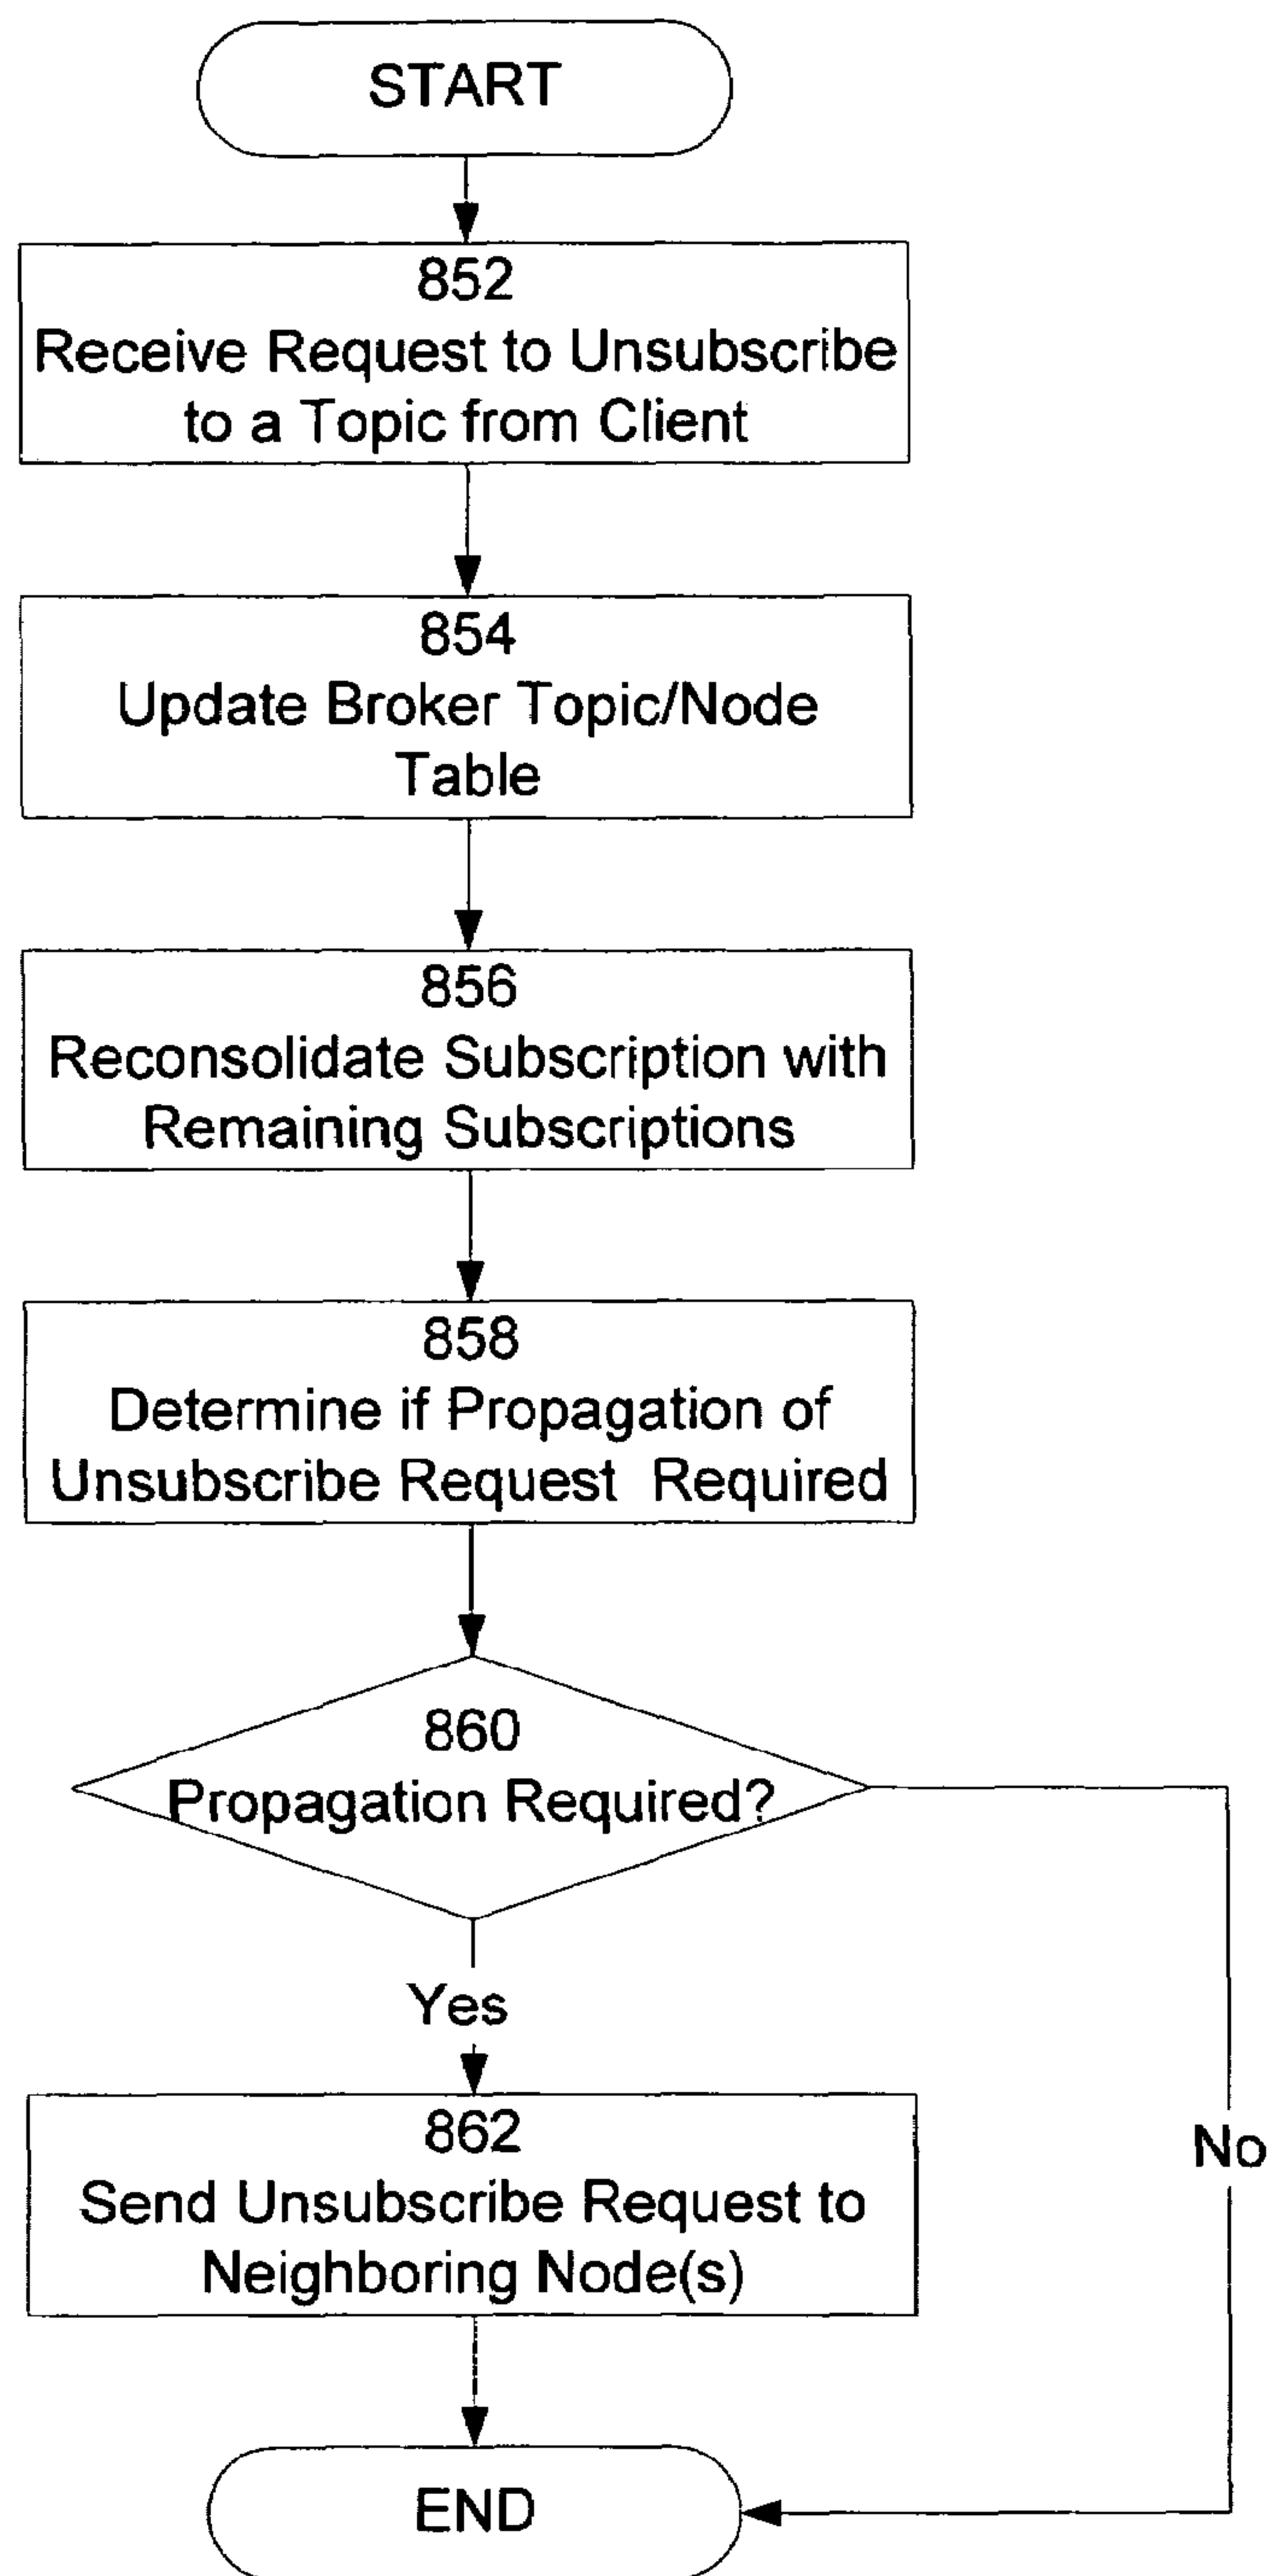 START
852
Receive Request to Unsubscribe
to a Topic from Client
854
Update Broker Topic/Node
Table
856
Reconsolidate Subscription with
Remaining Subscriptions
858
Determine if Propagation of
Unsubscribe Request Required
860
Propagation Required?
Yes
862
Send Unsubscribe Request to
Neighboring Node(s)
No
END